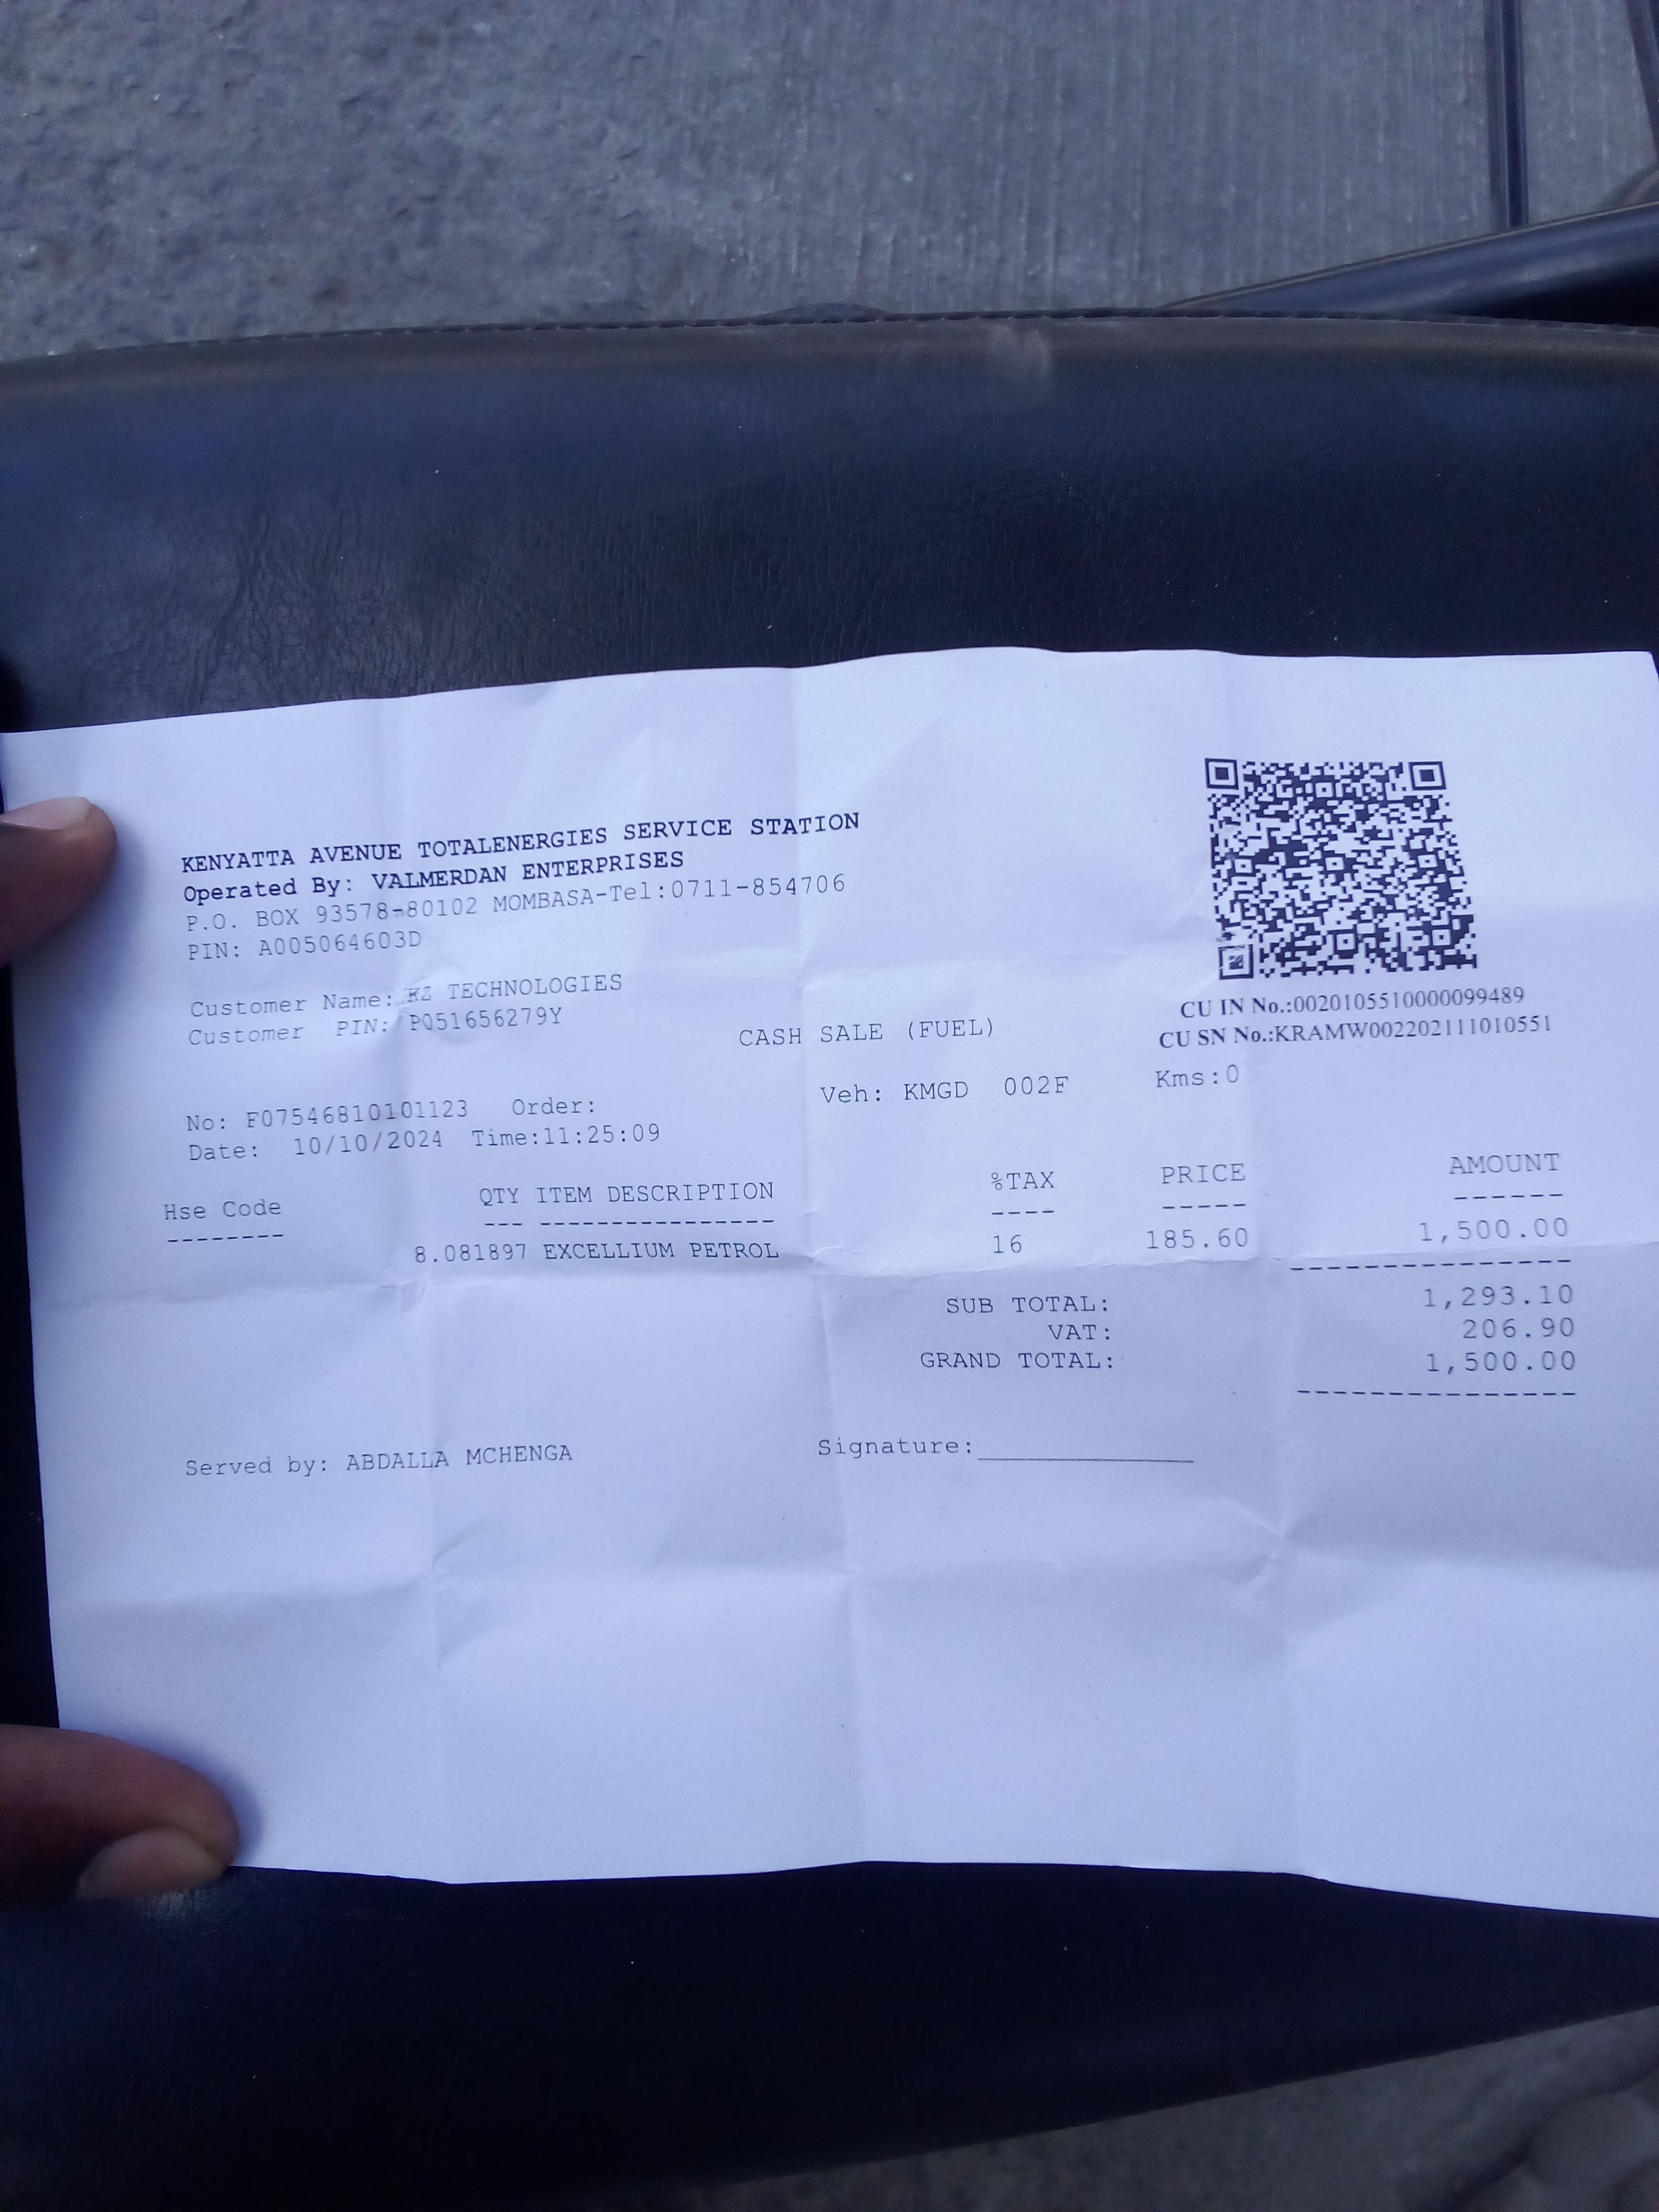 KENYATTA AVENUE TOTALENERGIES SERVICE STATION
Operated By: VALMERDAN ENTERPRISES
P.O. BOX 93578-80102 MOMBASA-Tel:0711-854706
PIN: A005064603D
Customer Name: TECHNOLOGIES
Customer PIN: P051656279Y
CU IN No.:0020105510000099489
CU SN No.:KRAMW002202111010551
CASH SALE (FUEL)
Veh: KMGD 002F Kms:0
No: F07546810101123 Order:
Date: 10/10/2024 Time:11:25:09
Hse Code QTY ITEM DESCRIPTION %TAX PRICE AMOUNT
-------- --- ---------------- ---- ----- ------
8.081897 EXCELLIUM PETROL 16 185.60 1,500.00
---------------
SUB TOTAL: 1,293.10
VAT: 206.90
GRAND TOTAL: 1,500.00
---------------
Served by: ABDALLA MCHENGA Signature:_______________